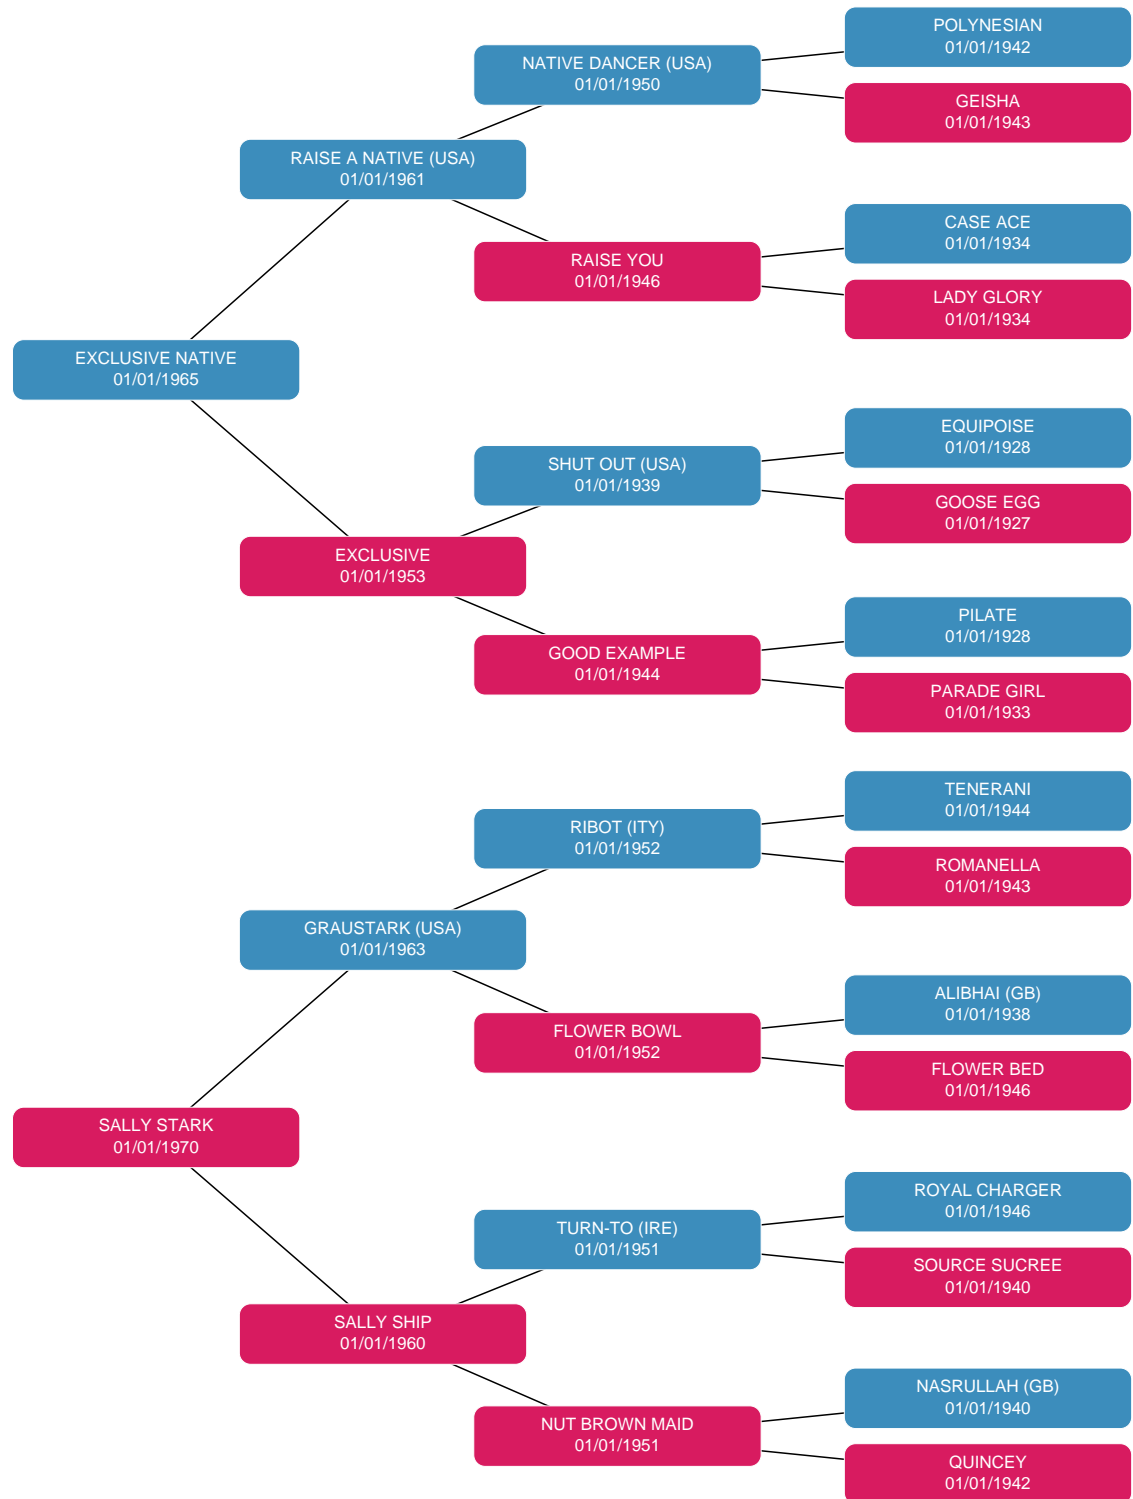 POLYNESIAN
01/01/1942
NATIVE DANCER (USA)
01/01/1950
GEISHA
01/01/1943
RAISE A NATIVE (USA)
01/01/1961
CASE ACE
01/01/1934
RAISE YOU
01/01/1946
LADY GLORY
01/01/1934
EXCLUSIVE NATIVE
01/01/1965
EQUIPOISE
01/01/1928
SHUT OUT (USA)
01/01/1939
GOOSE EGG
01/01/1927
EXCLUSIVE
01/01/1953
PILATE
01/01/1928
GOOD EXAMPLE
01/01/1944
PARADE GIRL
01/01/1933
TENERANI
01/01/1944
RIBOT (ITY)
01/01/1952
ROMANELLA
01/01/1943
GRAUSTARK (USA)
01/01/1963
ALIBHAI (GB)
01/01/1938
FLOWER BOWL
01/01/1952
FLOWER BED
01/01/1946
SALLY STARK
01/01/1970
ROYAL CHARGER
01/01/1946
TURN-TO (IRE)
01/01/1951
SOURCE SUCREE
01/01/1940
SALLY SHIP
01/01/1960
NASRULLAH (GB)
01/01/1940
NUT BROWN MAID
01/01/1951
QUINCEY
01/01/1942